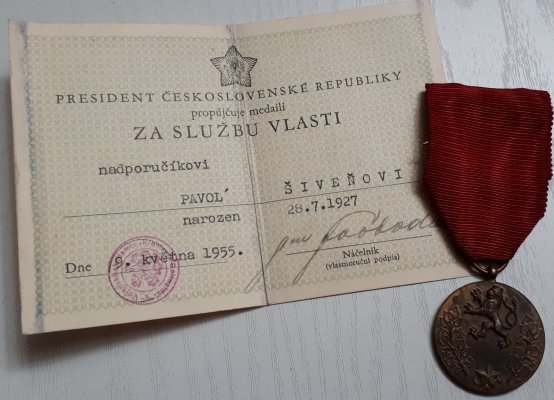 PRESIDENT ČESKOSLOVENSKÉ REPUBLIKY
propůjčuje medaili
ZA SLUŽBU VLASTI
nadporučíkovi
PAVOL' ŠIVEŇOVI
narozen 28.7.1927
Dne 9. května 1955.
Náčelník
(vlastnoruční podpis)